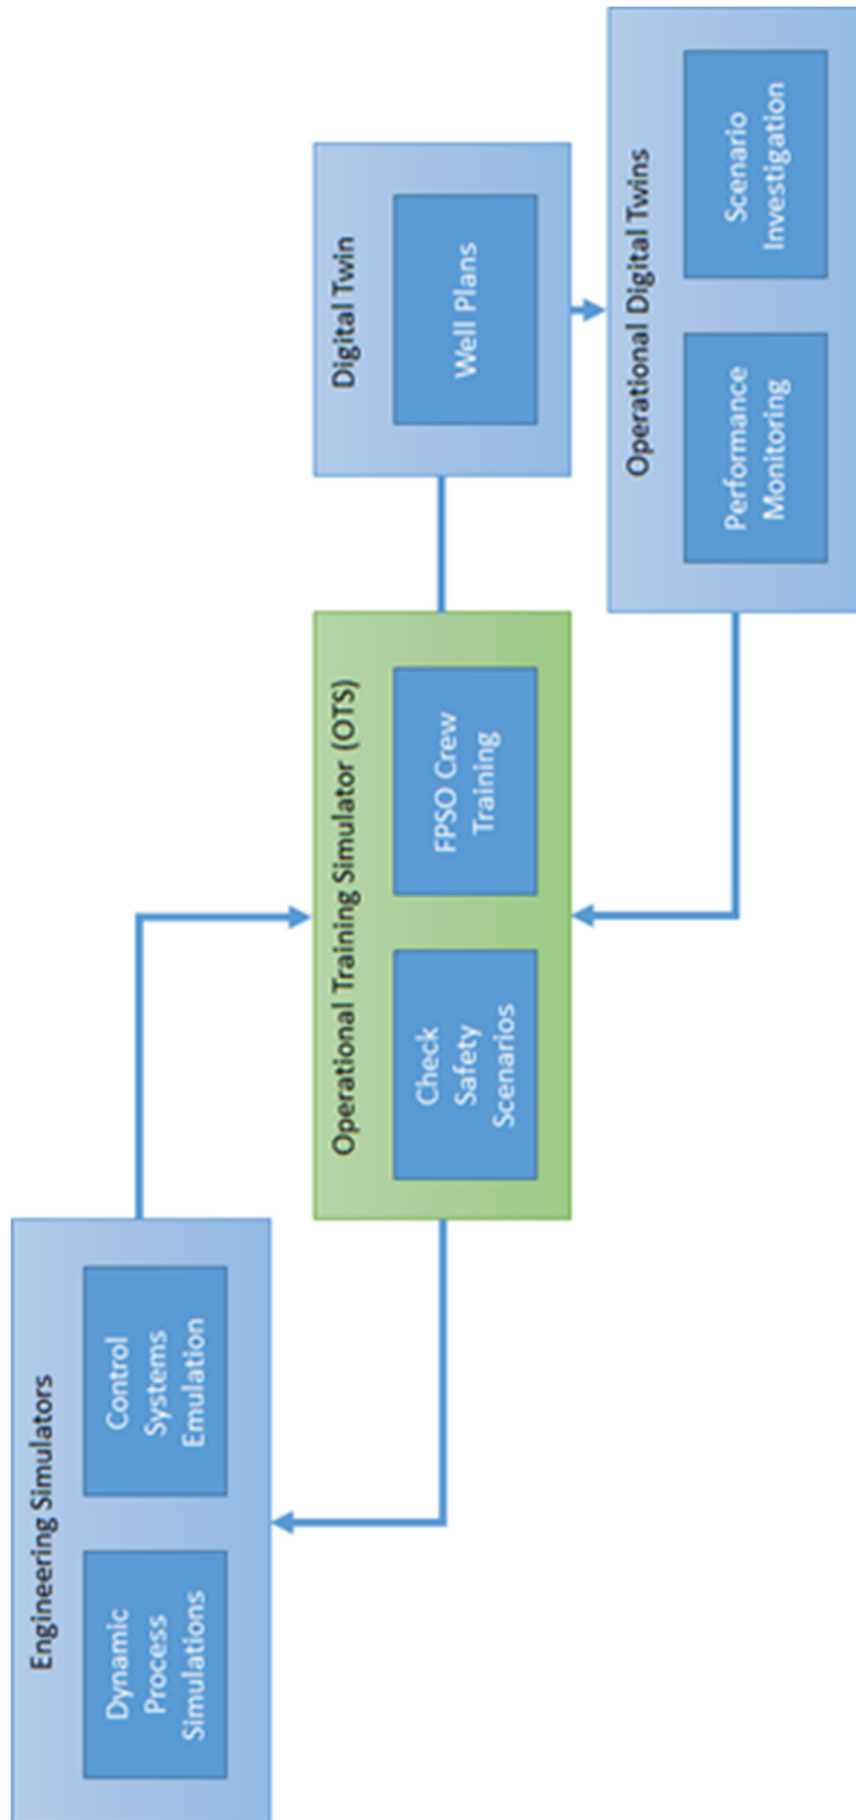 Engineering Simulators
Dynamic
Process
Simulations
Control
Systems
Emulation
Operational Training Simulator (OTS)
Check
Safety
Scenarios
FPSO Crew
Training
Digital Twin
Well Plans
Operational Digital Twins
Performance
Monitoring
Scenario
Investigation